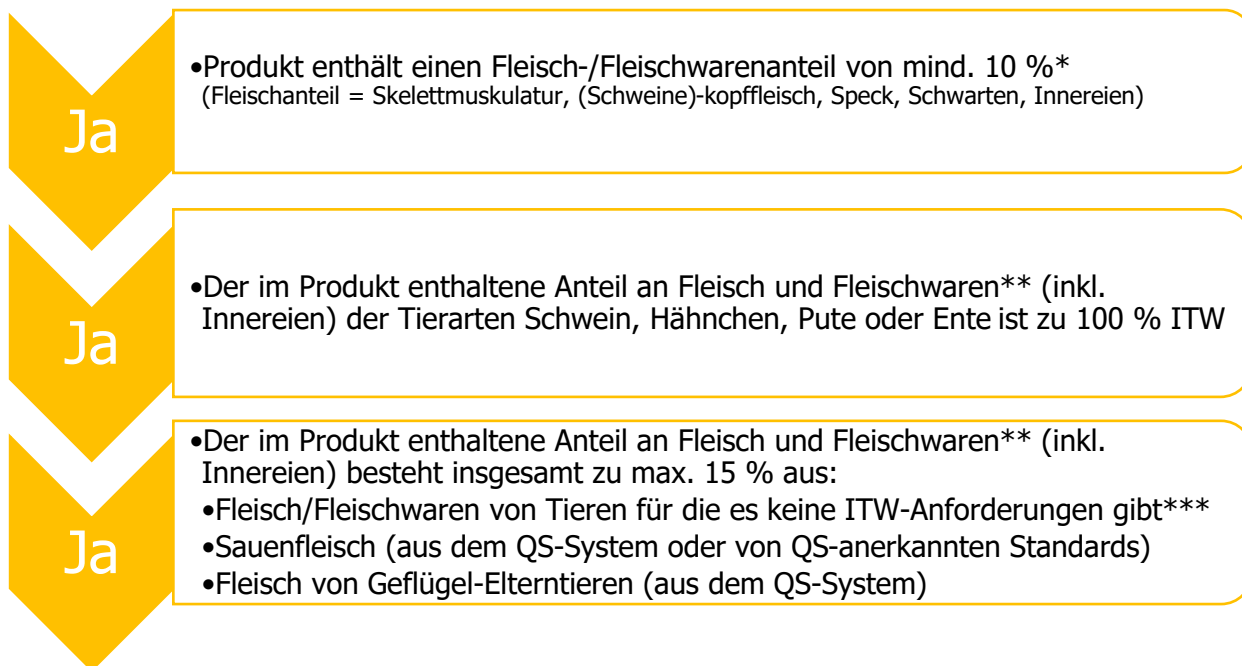 Ja
•Produkt enthält einen Fleisch-/Fleischwarenanteil von mind. 10 %*
(Fleischanteil = Skelettmuskulatur, (Schweine)-kopffleisch, Speck, Schwarten, Innereien)
Ja
•Der im Produkt enthaltene Anteil an Fleisch und Fleischwaren** (inkl.
Innereien) der Tierarten Schwein, Hähnchen, Pute oder Ente ist zu 100 % ITW
Ja
•Der im Produkt enthaltene Anteil an Fleisch und Fleischwaren** (inkl.
Innereien) besteht insgesamt zu max. 15 % aus:
•Fleisch/Fleischwaren von Tieren für die es keine ITW-Anforderungen gibt***
•Sauenfleisch (aus dem QS-System oder von QS-anerkannten Standards)
•Fleisch von Geflügel-Elterntieren (aus dem QS-System)